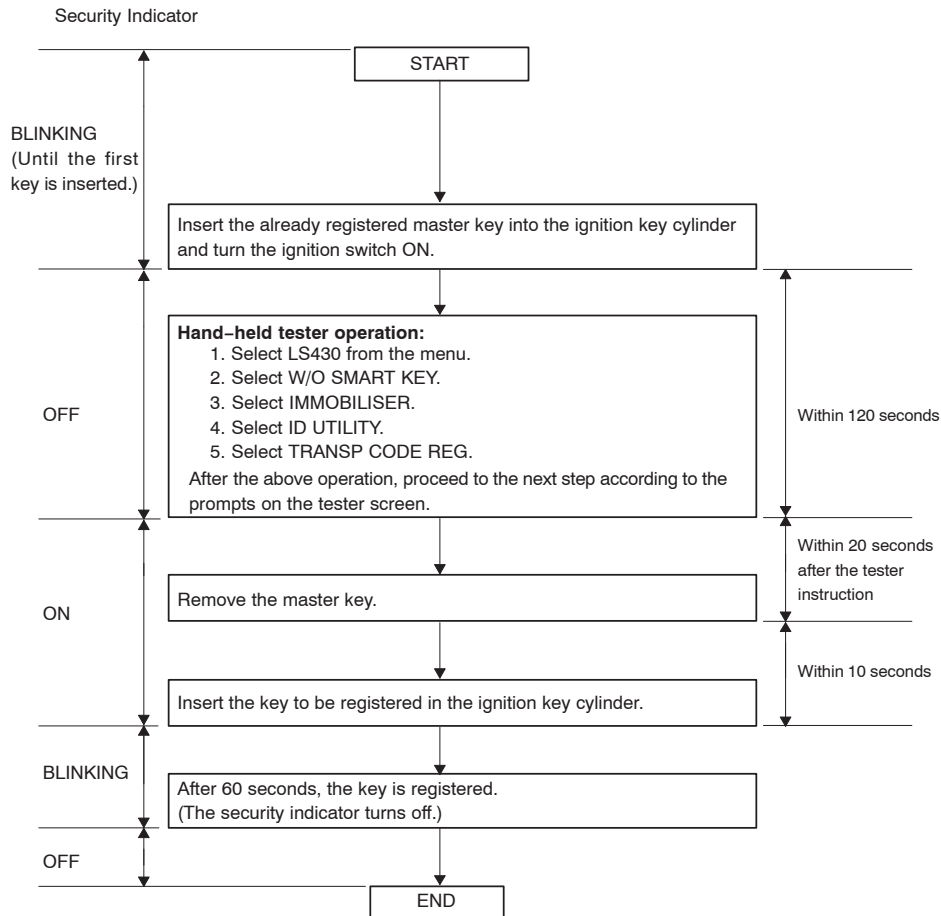 Security Indicator
START
BLINKING
(Until the first
key is inserted.)
Insert the already registered master key into the ignition key cylinder
and turn the ignition switch ON.
Hand-held tester operation:
1. Select LS430 from the menu.
2. Select W/O SMART KEY.
3. Select IMMOBILISER.
4. Select ID UTILITY.
5. Select TRANSP CODE REG.
After the above operation, proceed to the next step according to the
prompts on the tester screen.
OFF
Within 120 seconds
Within 20 seconds
after the tester
instruction
Remove the master key.
ON
Within 10 seconds
Insert the key to be registered in the ignition key cylinder.
BLINKING
After 60 seconds, the key is registered.
(The security indicator turns off.)
OFF
END